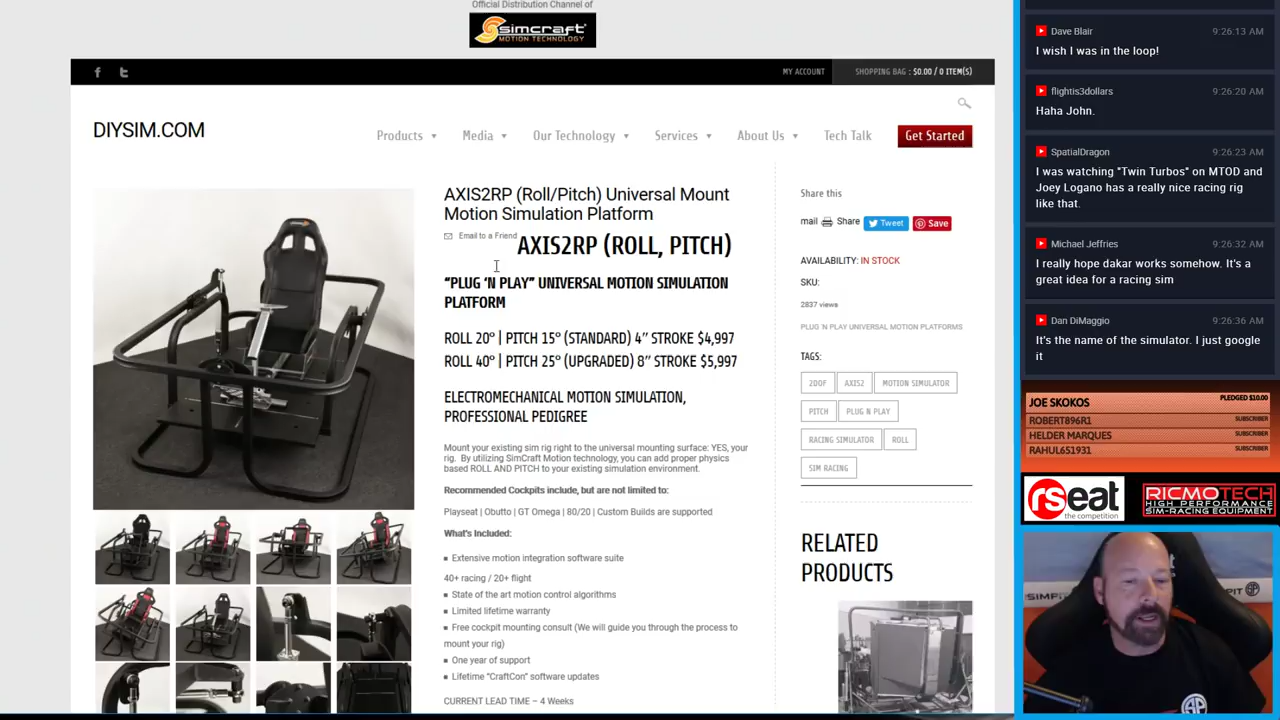 Official Distribution Channel of
simcraft
MOTION TECHNOLOGY
MY ACCOUNT
SHOPPING BAG : $0.00 / 0 ITEM(S)
DIYSIM.COM
Products
Media
Our Technology
Services
About Us
Tech Talk
Get Started
AXIS2RP (Roll/Pitch) Universal Mount
Motion Simulation Platform
Email to a Friend
AXIS2RP (ROLL, PITCH)
"PLUG 'N PLAY" UNIVERSAL MOTION SIMULATION
PLATFORM
ROLL 20º | PITCH 15º (STANDARD) 4" STROKE $4,997
ROLL 40º | PITCH 25º (UPGRADED) 8" STROKE $5,997
ELECTROMECHANICAL MOTION SIMULATION,
PROFESSIONAL PEDIGREE
Mount your existing sim rig right to the universal mounting surface: YES, your
rig. By utilizing SimCraft Motion technology, you can add proper physics
based ROLL AND PITCH to your existing simulation environment.
Recommended Cockpits include, but are not limited to:
Playseat | Obutto | GT Omega | 80/20 | Custom Builds are supported
What's Included:
Extensive motion integration software suite
40+ racing / 20+ flight
State of the art motion control algorithms
Limited lifetime warranty
Free cockpit mounting consult (We will guide you through the process to
mount your rig)
One year of support
Lifetime "CraftCon" software updates
CURRENT LEAD TIME – 4 Weeks
Share this
mail Share Tweet Save
AVAILABILITY: IN STOCK
SKU:
2837 views
PLUG 'N PLAY UNIVERSAL MOTION PLATFORMS
TAGS:
2DOF
AXIS2
MOTION SIMULATOR
PITCH
PLUG N PLAY
RACING SIMULATOR
ROLL
SIM RACING
RELATED
PRODUCTS
Dave Blair 9:26:13 AM
I wish I was in the loop!
flightis3dollars 9:26:20 AM
Haha John.
SpatialDragon 9:26:23 AM
I was watching "Twin Turbos" on MTOD and
Joey Logano has a really nice racing rig
like that.
Michael Jeffries 9:26:32 AM
I really hope dakar works somehow. It's a
great idea for a racing sim
Dan DiMaggio 9:26:36 AM
It's the name of the simulator. I just google
it
JOE SKOKOS PLEDGED $10.00
ROBERT896R1 SUBSCRIBER
HELDER MARQUES SUBSCRIBER
RAHUL651931 SUBSCRIBER
rseat
the competition
RICMOTECH
HIGH PERFORMANCE
SIM-RACING EQUIPMENT